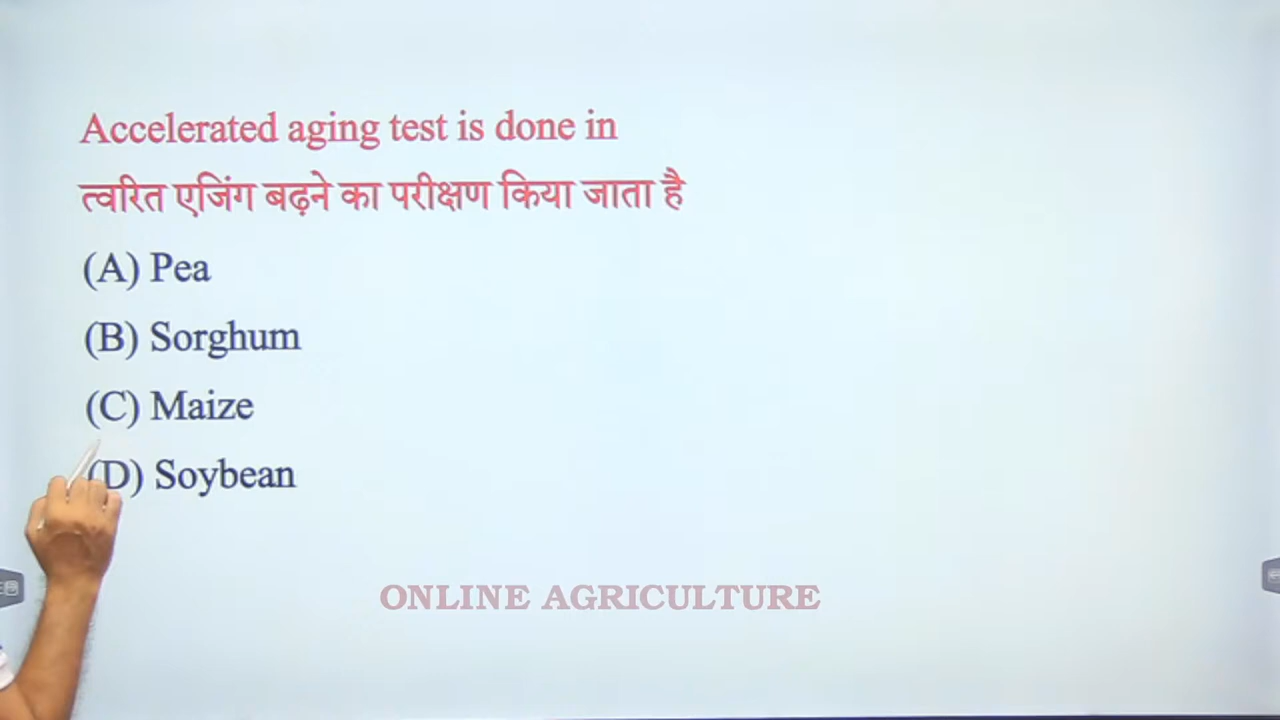 Accelerated aging test is done in
त्वरित एजिंग बढ़ने का परीक्षण किया जाता है
(A) Pea
(B) Sorghum
(C) Maize
(D) Soybean
ONLINE AGRICULTURE